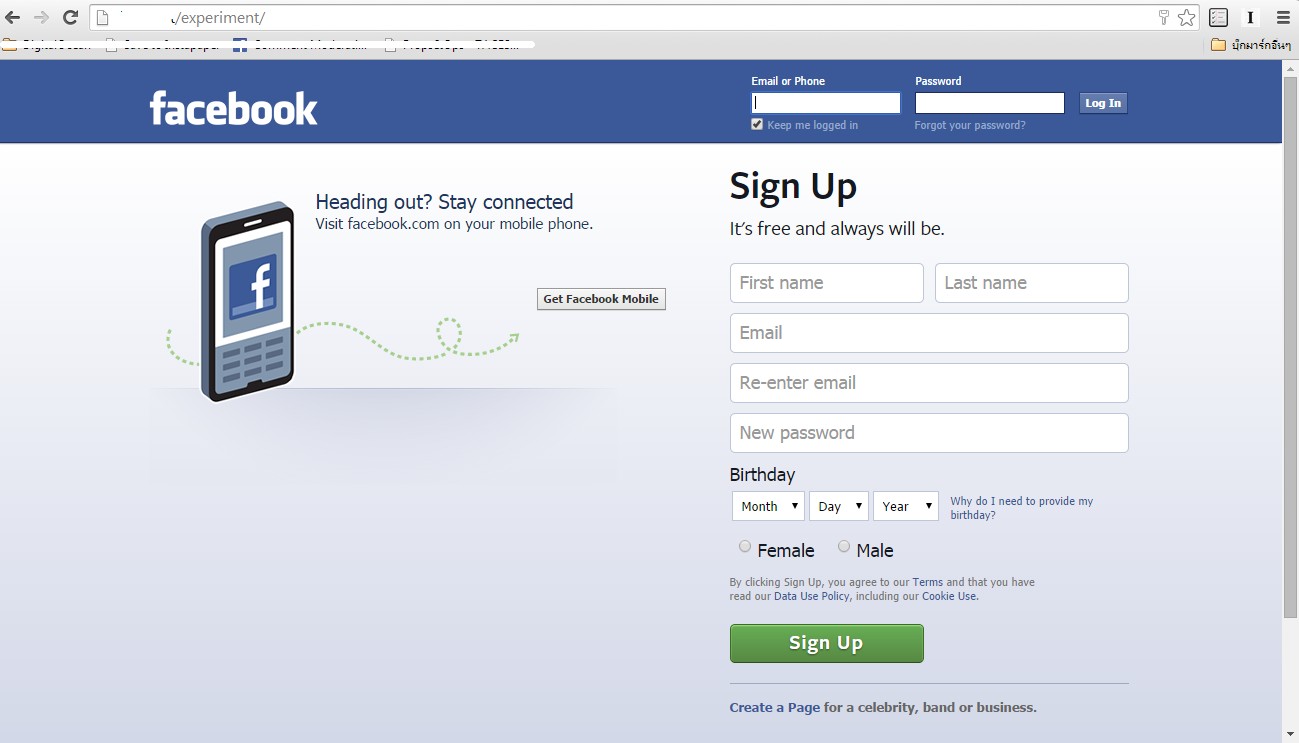 /experiment/
บุ๊กมาร์กอื่นๆ
facebook
Email or Phone
Password
Log In
Keep me logged in
Forgot your password?
Heading out? Stay connected
Visit facebook.com on your mobile phone.
Get Facebook Mobile
Sign Up
It's free and always will be.
First name
Last name
Email
Re-enter email
New password
Birthday
Month
Day
Year
Why do I need to provide my
birthday?
Female
Male
By clicking Sign Up, you agree to our Terms and that you have
read our Data Use Policy, including our Cookie Use.
Sign Up
Create a Page for a celebrity, band or business.